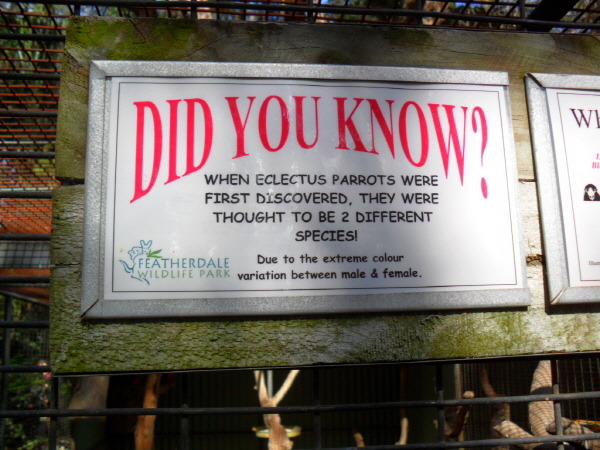 DID YOU KNOW?
WHEN ECLECTUS PARROTS WERE
FIRST DISCOVERED, THEY WERE
THOUGHT TO BE 2 DIFFERENT
SPECIES!
Due to the extreme colour
variation between male & female.
FEATHERDALE
WILDLIFE PARK